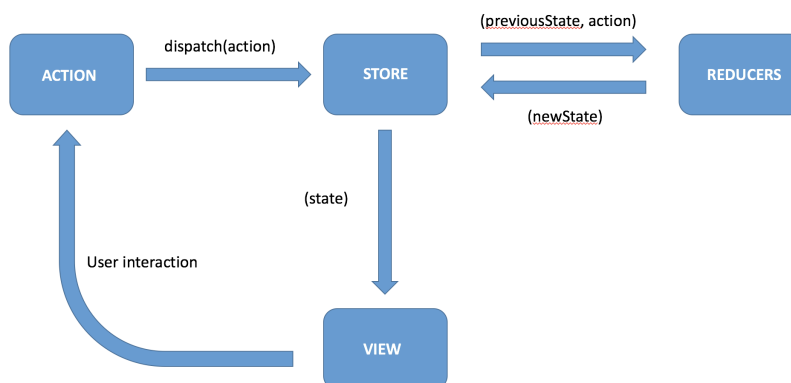 (previousState, action)
dispatch(action)
ACTION
STORE
REDUCERS
(newState)
(state)
User interaction
VIEW